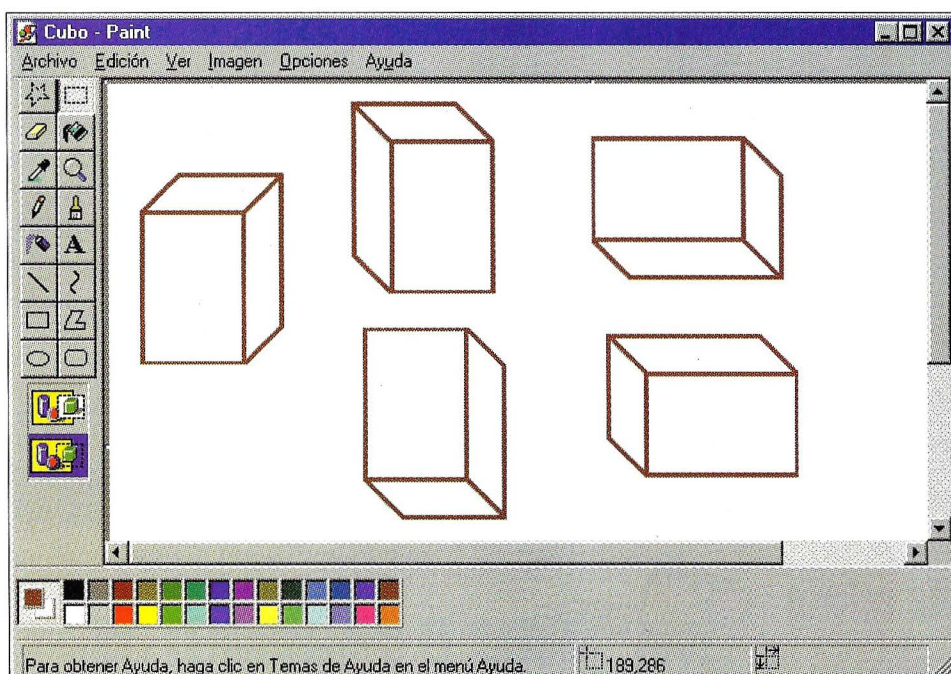 Cubo - Paint
Archivo Edición Ver Imagen Opciones Ayuda
A
Para obtener Ayuda, haga clic en Temas de Ayuda en el menú Ayuda. 189,286